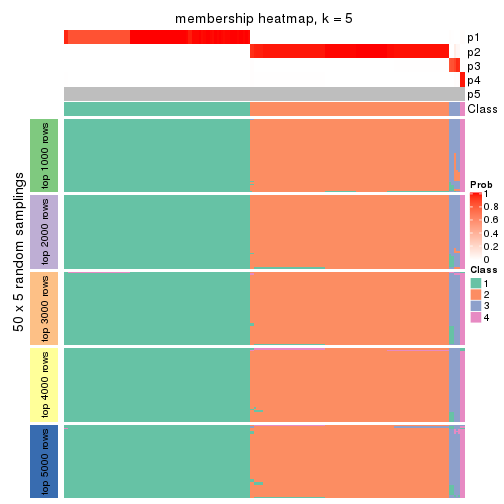 membership heatmap, k = 5
p1
p2
p3
p4
p5
Class
50 x 5 random samplings
top 1000 rows
top 2000 rows
top 3000 rows
top 4000 rows
top 5000 rows
Prob
1
0.8
0.6
0.4
0.2
0
Class
1
2
3
4